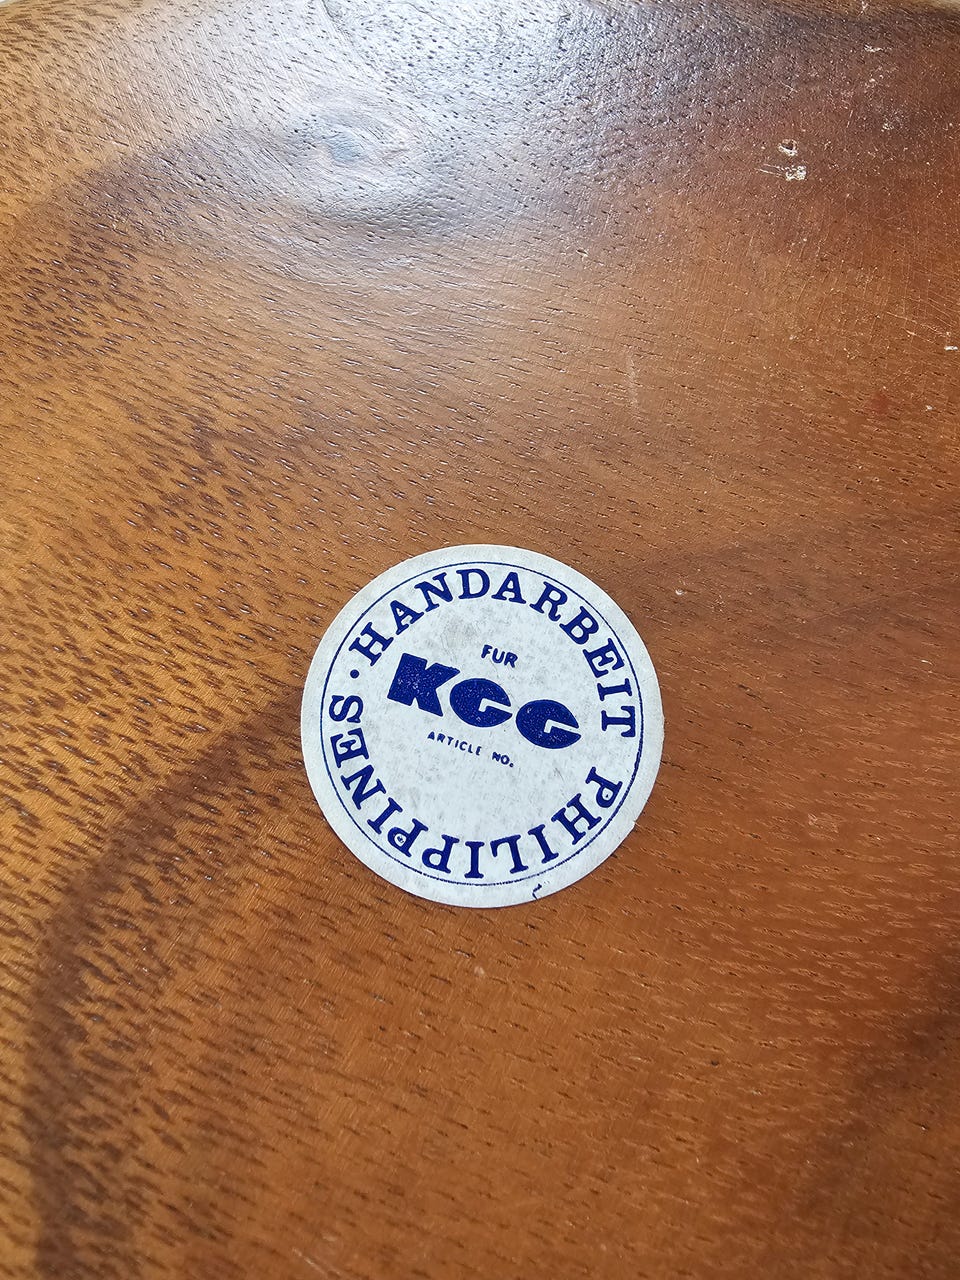 HANDARBEIT PHILIPPINES ·
FUR
KGG
ARTICLE NO.